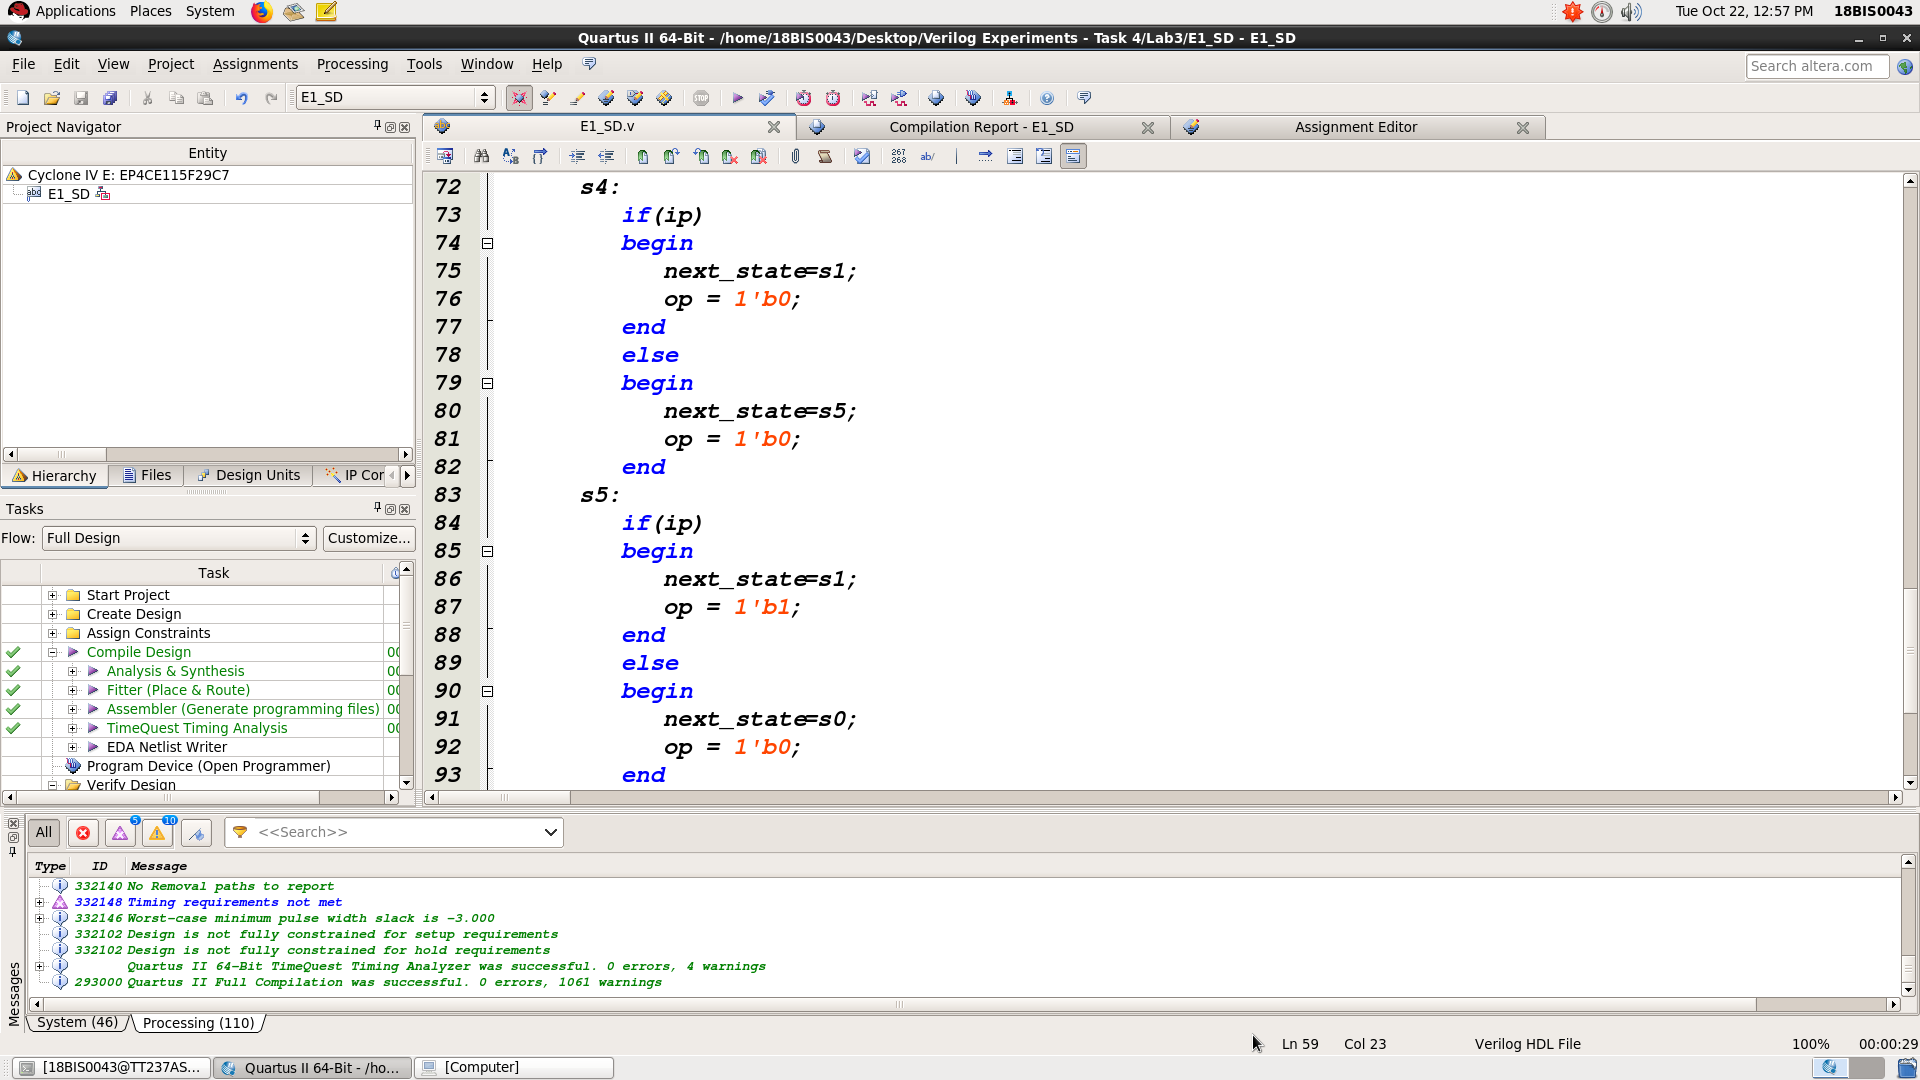 Applications Places System Tue Oct 22, 12:57 PM 18BIS0043
Quartus II 64-Bit - /home/18BIS0043/Desktop/Verilog Experiments - Task 4/Lab3/E1_SD - E1_SD
File Edit View Project Assignments Processing Tools Window Help Search altera.com
E1_SD STOP
Project Navigator
Entity
Cyclone IV E: EP4CE115F29C7
abc E1_SD
Hierarchy Files Design Units IP Cor
Tasks
Flow: Full Design Customize...
Task
Start Project
Create Design
Assign Constraints
Compile Design 00
Analysis & Synthesis 00
Fitter (Place & Route) 00
Assembler (Generate programming files) 00
TimeQuest Timing Analysis 00
EDA Netlist Writer
Program Device (Open Programmer)
Verify Design
E1_SD.v Compilation Report - E1_SD Assignment Editor
267
268 ab/
72 s4:
73 if(ip)
74 begin
75 next_state=s1;
76 op = 1'b0;
77 end
78 else
79 begin
80 next_state=s5;
81 op = 1'b0;
82 end
83 s5:
84 if(ip)
85 begin
86 next_state=s1;
87 op = 1'b1;
88 end
89 else
90 begin
91 next_state=s0;
92 op = 1'b0;
93 end
All 5 10 <<Search>>
Type ID Message
332140 No Removal paths to report
332148 Timing requirements not met
332146 Worst-case minimum pulse width slack is -3.000
332102 Design is not fully constrained for setup requirements
332102 Design is not fully constrained for hold requirements
Quartus II 64-Bit TimeQuest Timing Analyzer was successful. 0 errors, 4 warnings
293000 Quartus II Full Compilation was successful. 0 errors, 1061 warnings
Messages
System (46) Processing (110)
Ln 59 Col 23 Verilog HDL File 100% 00:00:29
[18BIS0043@TT237AS... Quartus II 64-Bit - /ho... [Computer]